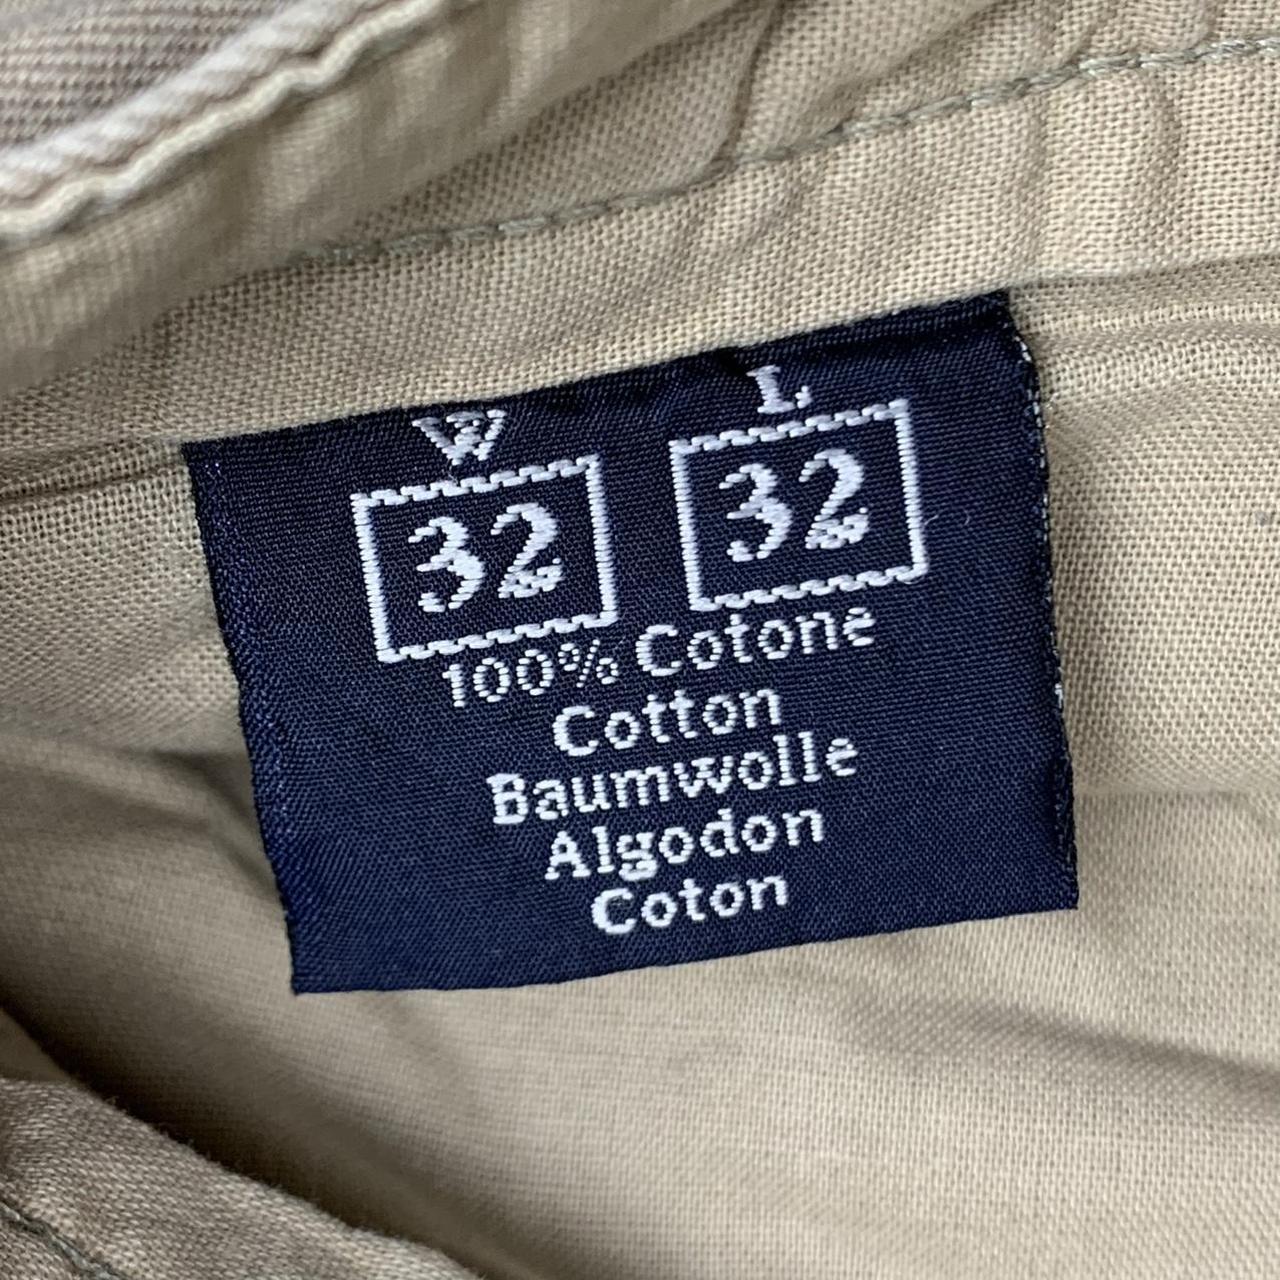 W L
32 32
100% Cotone
Cotton
Baumwolle
Algodon
Coton